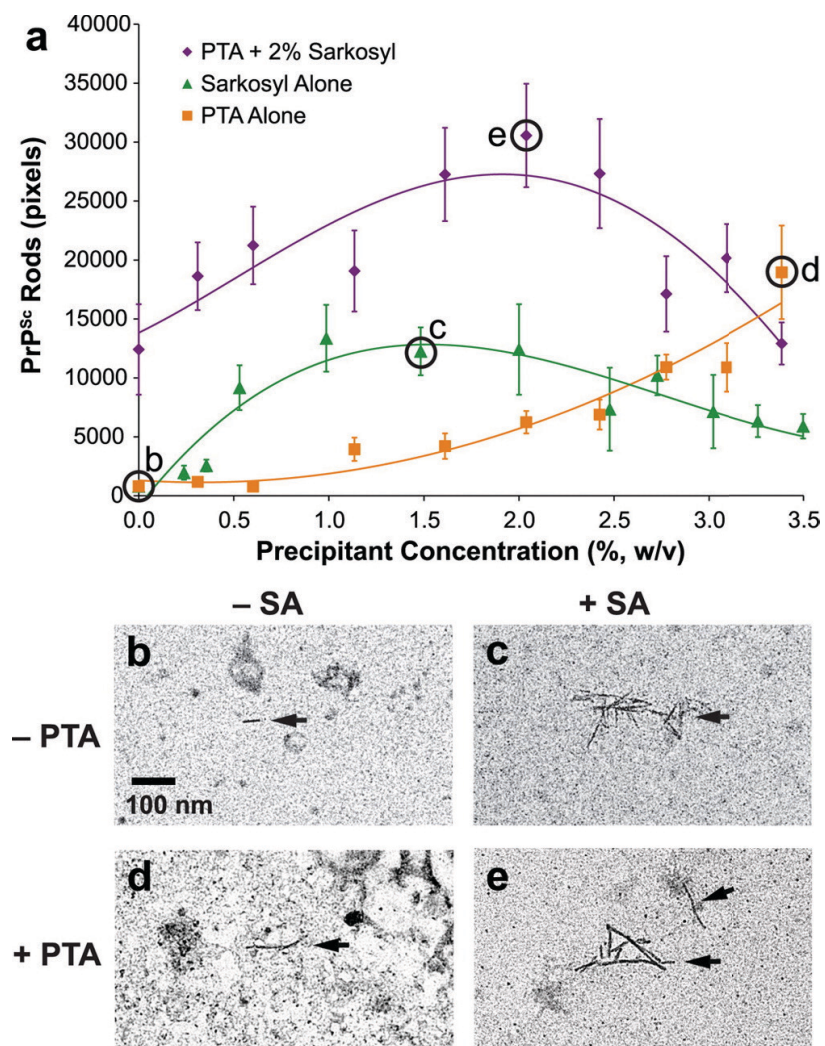 a
PTA + 2% Sarkosyl
Sarkosyl Alone
PTA Alone
40000
35000
30000
25000
20000
15000
10000
5000
0
PrPSc Rods (pixels)
e
d
c
b
0.0 0.5 1.0 1.5 2.0 2.5 3.0 3.5
Precipitant Concentration (%, w/v)
– SA + SA
b c
– PTA
100 nm
d e
+ PTA